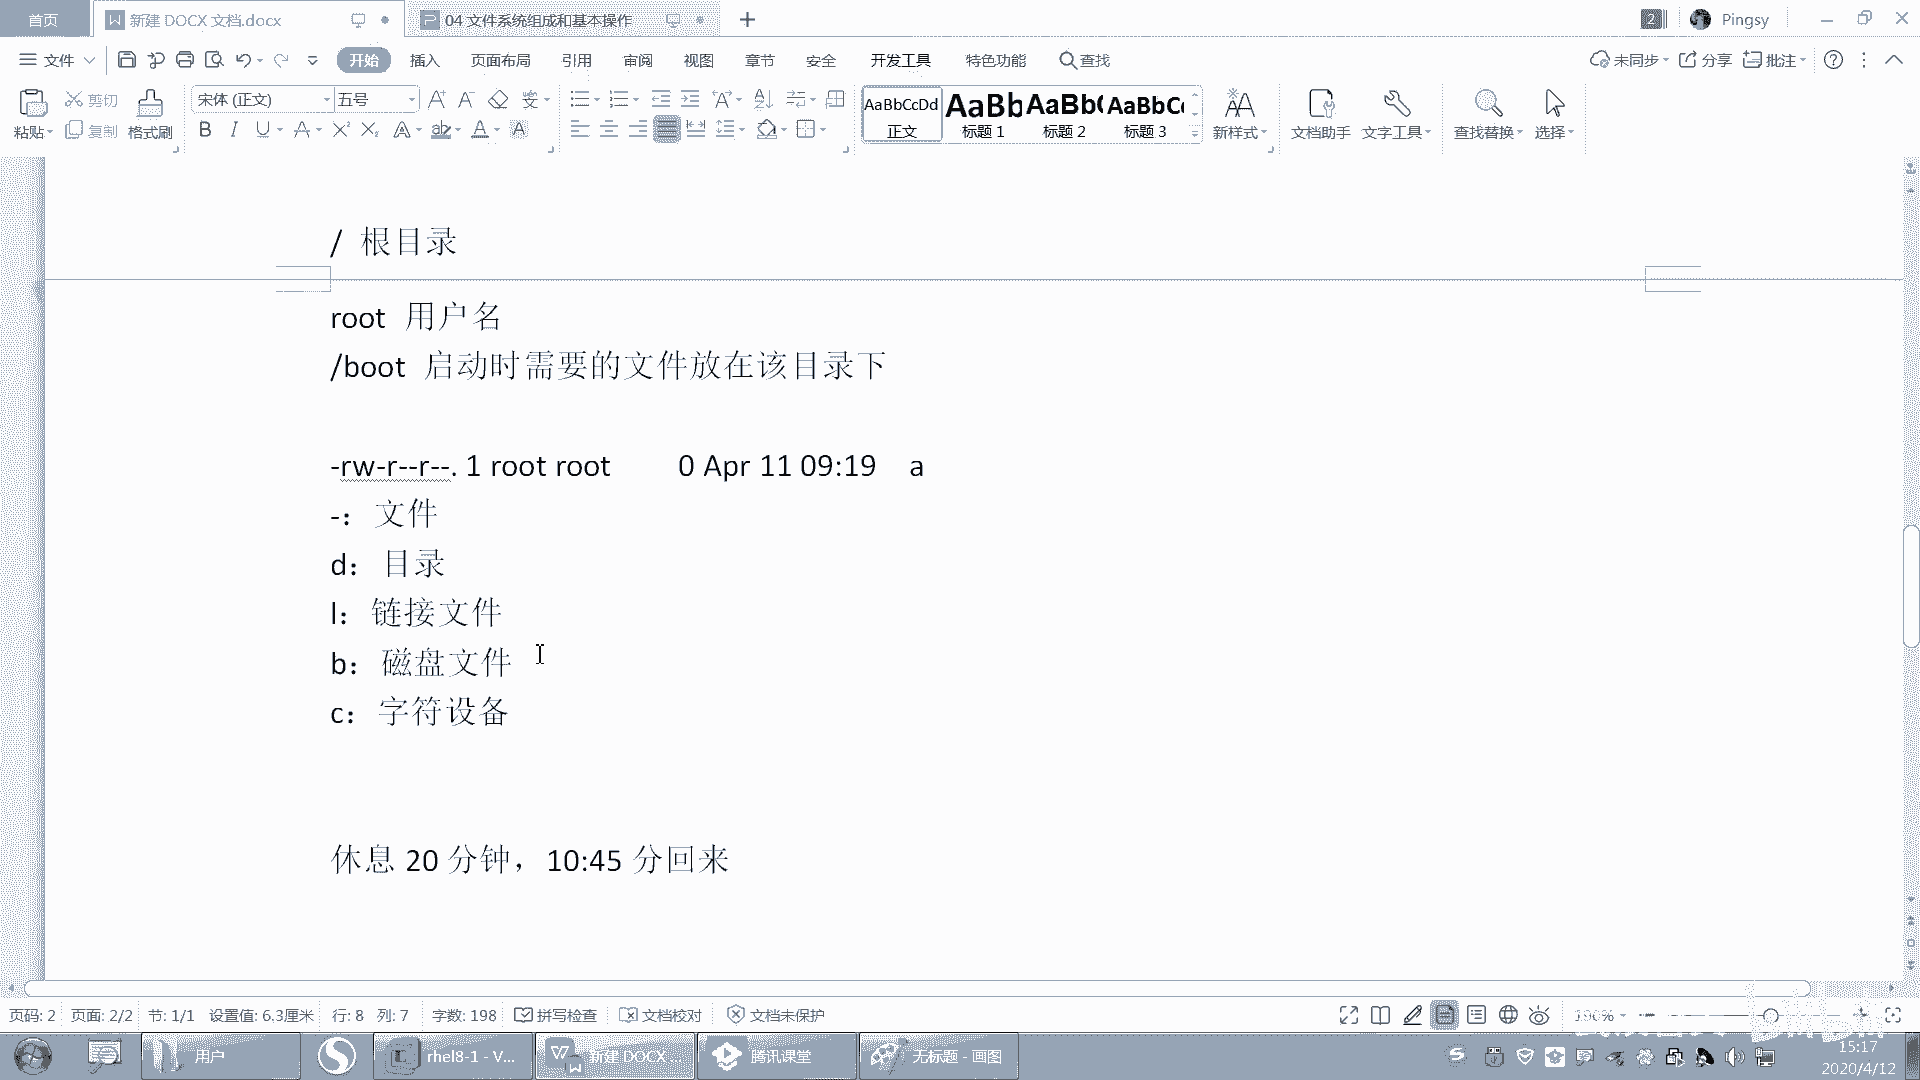 首页 新建 DOCX 文档.docx 04 文件系统组成和基本操作 + 2 Pingsy
文件 开始 插入 页面布局 引用 审阅 视图 章节 安全 开发工具 特色功能 查找 未同步 分享 批注
粘贴 剪切 复制 格式刷 宋体 (正文) 五号 AaBbCcDd 正文 AaBb 标题 1 AaBb( 标题 2 AaBbC 标题 3 新样式 文档助手 文字工具 查找替换 选择
/ 根目录
root 用户名
/boot 启动时需要的文件放在该目录下
-rw-r--r--. 1 root root 0 Apr 11 09:19 a
-：文件
d：目录
l：链接文件
b：磁盘文件
c：字符设备
休息 20 分钟，10:45 分回来
页码: 2 页面: 2/2 节: 1/1 设置值: 6.3厘米 行: 8 列: 7 字数: 198 拼写检查 文档校对 文档未保护
用户 rhel8-1 - V... 新建 DOCX ... 腾讯课堂 无标题 - 画图
15:17
2020/4/12